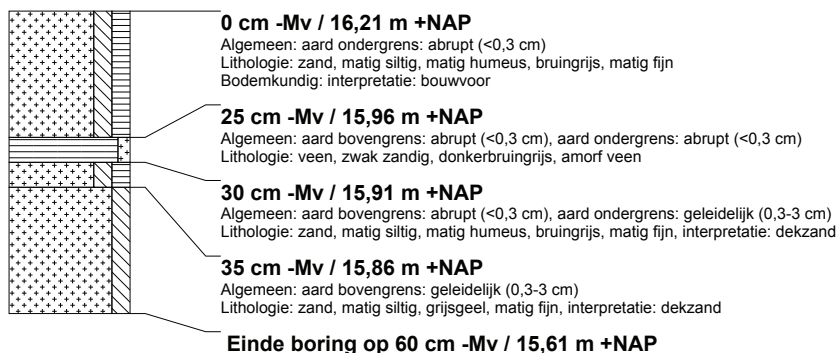 0 cm -Mv / 16,21 m +NAP
Algemeen: aard ondergrens: abrupt (<0,3 cm)
Lithologie: zand, matig siltig, matig humeus, bruingrijs, matig fijn
Bodemkundig: interpretatie: bouwvoor
25 cm -Mv / 15,96 m +NAP
Algemeen: aard bovengrens: abrupt (<0,3 cm), aard ondergrens: abrupt (<0,3 cm)
Lithologie: veen, zwak zandig, donkerbruingrijs, amorf veen
30 cm -Mv / 15,91 m +NAP
Algemeen: aard bovengrens: abrupt (<0,3 cm), aard ondergrens: geleidelijk (0,3-3 cm)
Lithologie: zand, matig siltig, matig humeus, bruingrijs, matig fijn, interpretatie: dekzand
35 cm -Mv / 15,86 m +NAP
Algemeen: aard bovengrens: geleidelijk (0,3-3 cm)
Lithologie: zand, matig siltig, grijsgeel, matig fijn, interpretatie: dekzand
Einde boring op 60 cm -Mv / 15,61 m +NAP